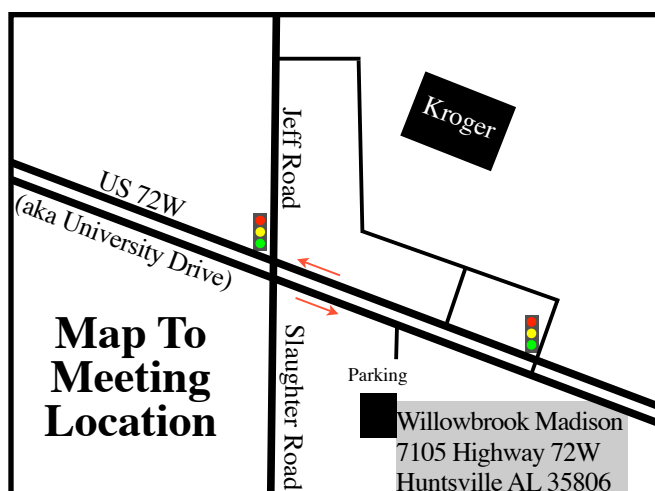 Jeff Road
Kroger
US 72W
(aka University Drive)
Map To
Meeting
Location
Slaughter Road
Parking
Willowbrook Madison
7105 Highway 72W
Huntsville AL 35806